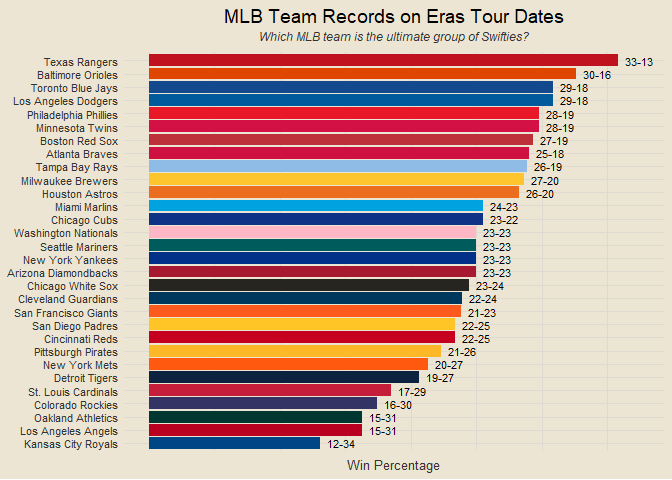 MLB Team Records on Eras Tour Dates
Which MLB team is the ultimate group of Swifties?
Texas Rangers 33-13
Baltimore Orioles 30-16
Toronto Blue Jays 29-18
Los Angeles Dodgers 29-18
Philadelphia Phillies 28-19
Minnesota Twins 28-19
Boston Red Sox 27-19
Atlanta Braves 25-18
Tampa Bay Rays 26-19
Milwaukee Brewers 27-20
Houston Astros 26-20
Miami Marlins 24-23
Chicago Cubs 23-22
Washington Nationals 23-23
Seattle Mariners 23-23
New York Yankees 23-23
Arizona Diamondbacks 23-23
Chicago White Sox 23-24
Cleveland Guardians 22-24
San Francisco Giants 21-23
San Diego Padres 22-25
Cincinnati Reds 22-25
Pittsburgh Pirates 21-26
New York Mets 20-27
Detroit Tigers 19-27
St. Louis Cardinals 17-29
Colorado Rockies 16-30
Oakland Athletics 15-31
Los Angeles Angels 15-31
Kansas City Royals 12-34
Win Percentage